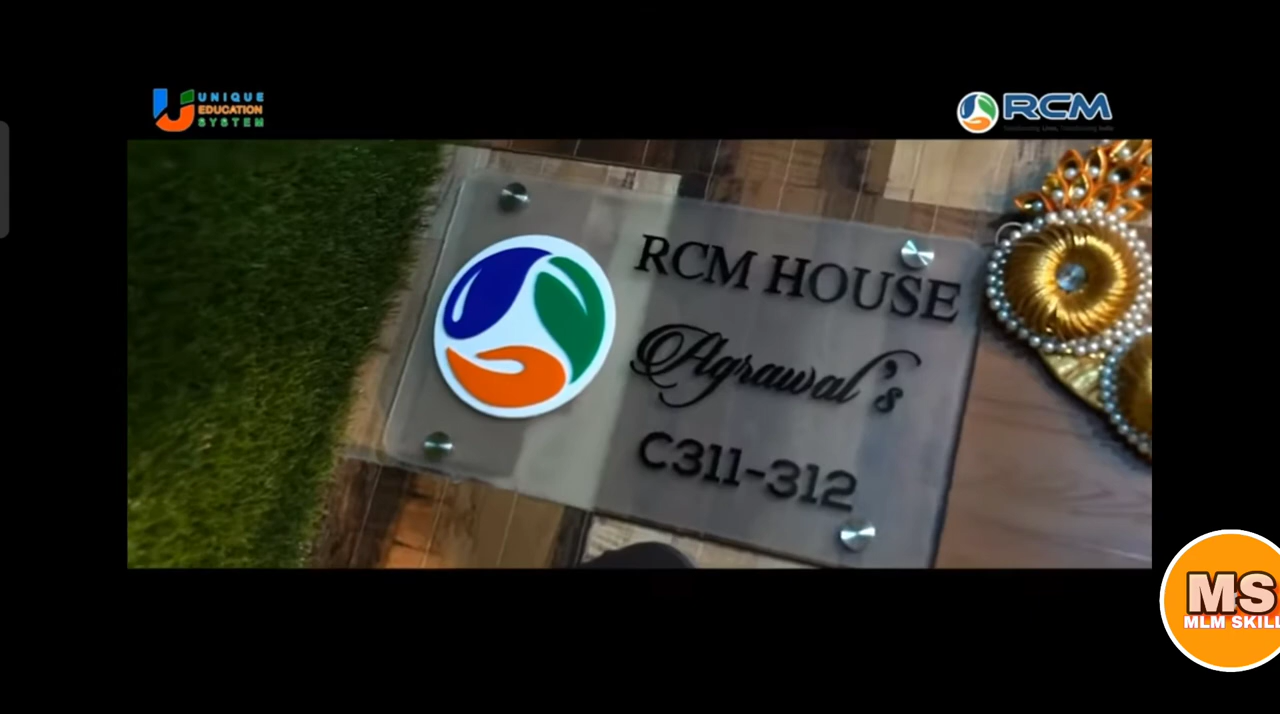 UNIQUE
EDUCATION
SYSTEM
RCM
RCM HOUSE
Agrawal's
C311-312
MS
MLM SKILL